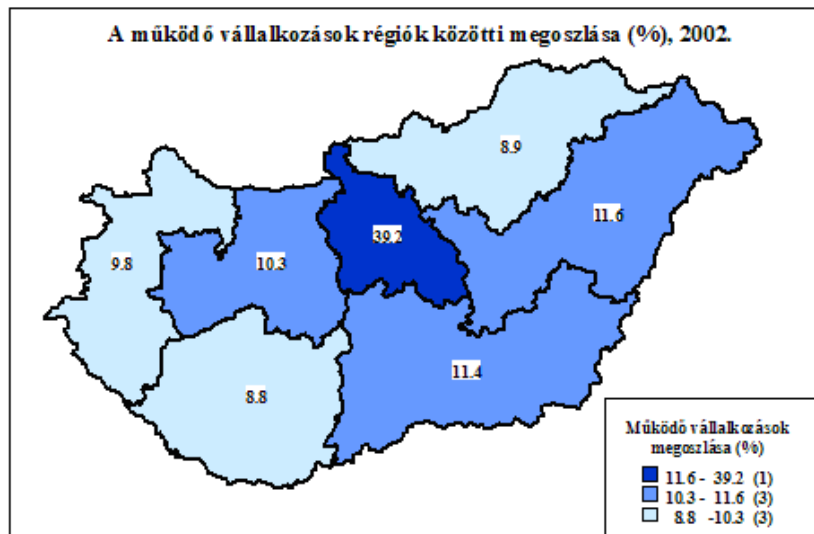 A működő vállalkozások régiók közötti megoszlása (%), 2002.
8.9
11.6
39.2
9.8
10.3
11.4
8.8
Működő vállalkozások
megoszlása (%)
11.6 - 39.2 (1)
10.3 - 11.6 (3)
8.8 -10.3 (3)